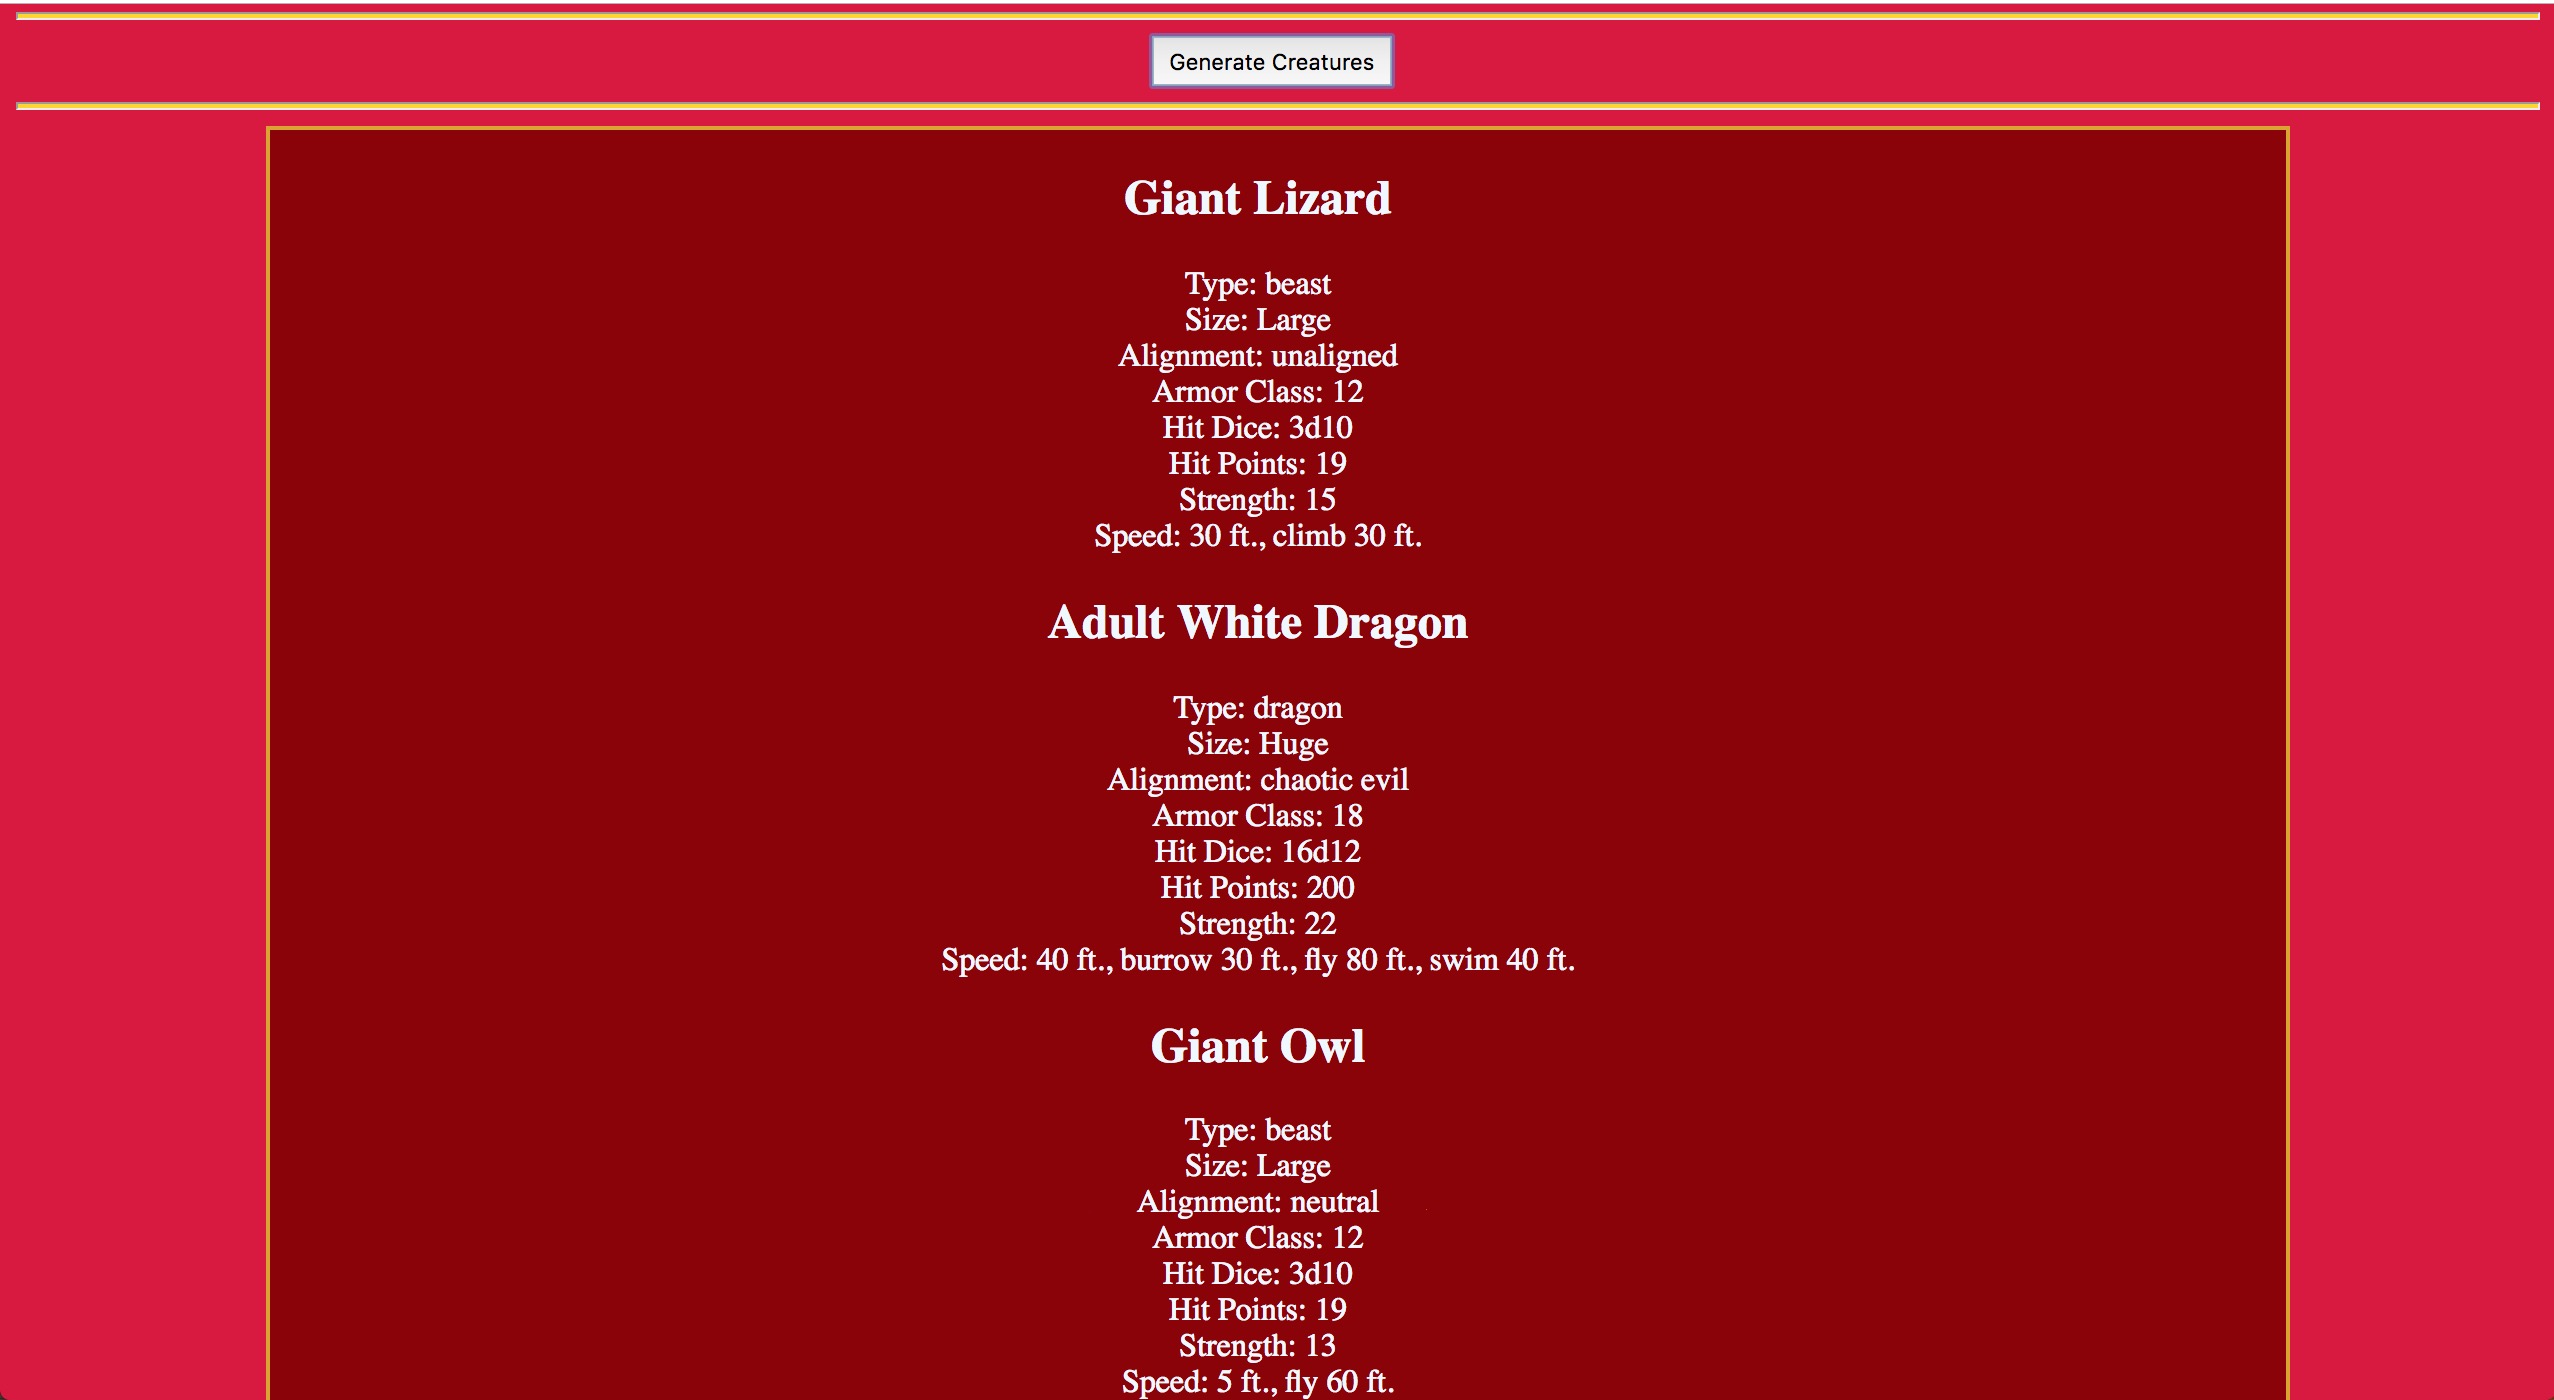 Generate Creatures
Giant Lizard
Type: beast
Size: Large
Alignment: unaligned
Armor Class: 12
Hit Dice: 3d10
Hit Points: 19
Strength: 15
Speed: 30 ft., climb 30 ft.
Adult White Dragon
Type: dragon
Size: Huge
Alignment: chaotic evil
Armor Class: 18
Hit Dice: 16d12
Hit Points: 200
Strength: 22
Speed: 40 ft., burrow 30 ft., fly 80 ft., swim 40 ft.
Giant Owl
Type: beast
Size: Large
Alignment: neutral
Armor Class: 12
Hit Dice: 3d10
Hit Points: 19
Strength: 13
Speed: 5 ft., fly 60 ft.